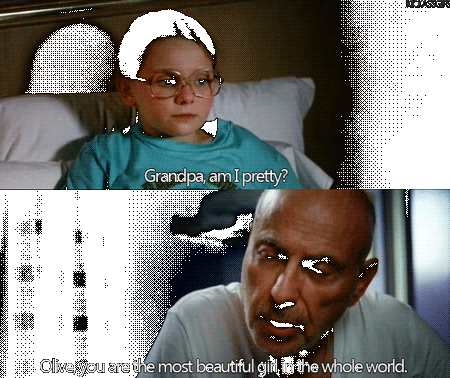 Grandpa, am I pretty?
Olive, you are the most beautiful girl in the whole world.